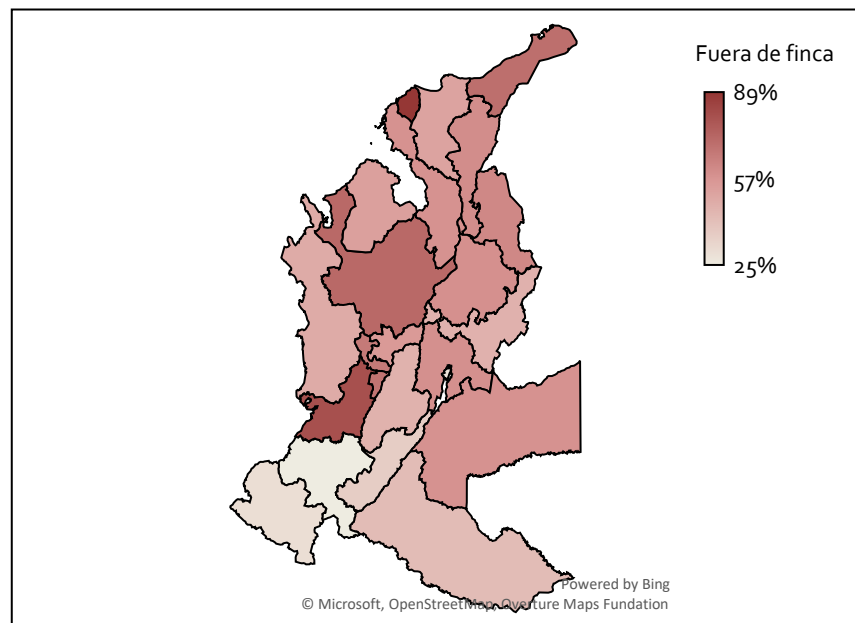 Fuera de finca
89%
57%
25%
Powered by Bing
© Microsoft, OpenStreetMap, Overture Maps Fundation